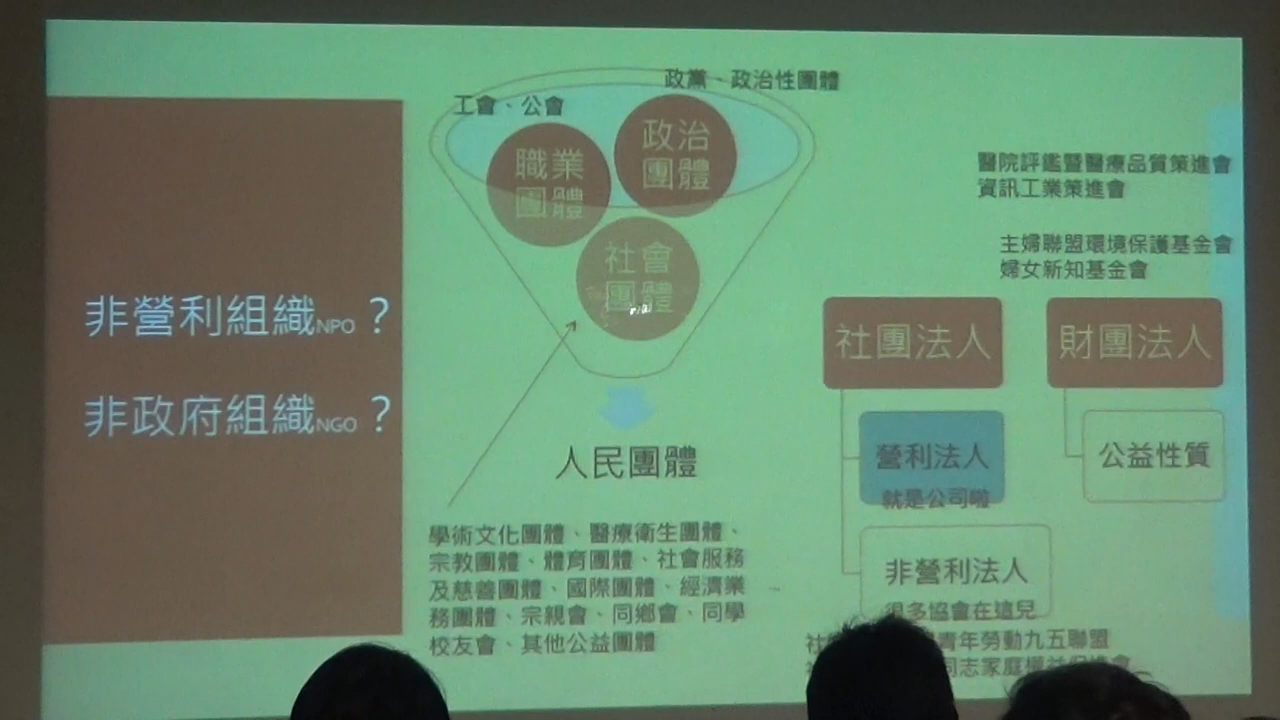 非營利組織NPO？
非政府組織NGO？
政黨、政治性團體
工會、公會
政治
團體
職業
團體
社會
團體
人民團體
學術文化團體、醫療衛生團體、
宗教團體、體育團體、社會服務
及慈善團體、國際團體、經濟業
務團體、宗親會、同鄉會、同學
校友會、其他公益團體
醫院評鑑暨醫療品質策進會
資訊工業策進會
主婦聯盟環境保護基金會
婦女新知基金會
社團法人
財團法人
營利法人
就是公司啦
公益性質
非營利法人
很多協會在這兒
青年勞動九五聯盟
同志家庭權益促進會